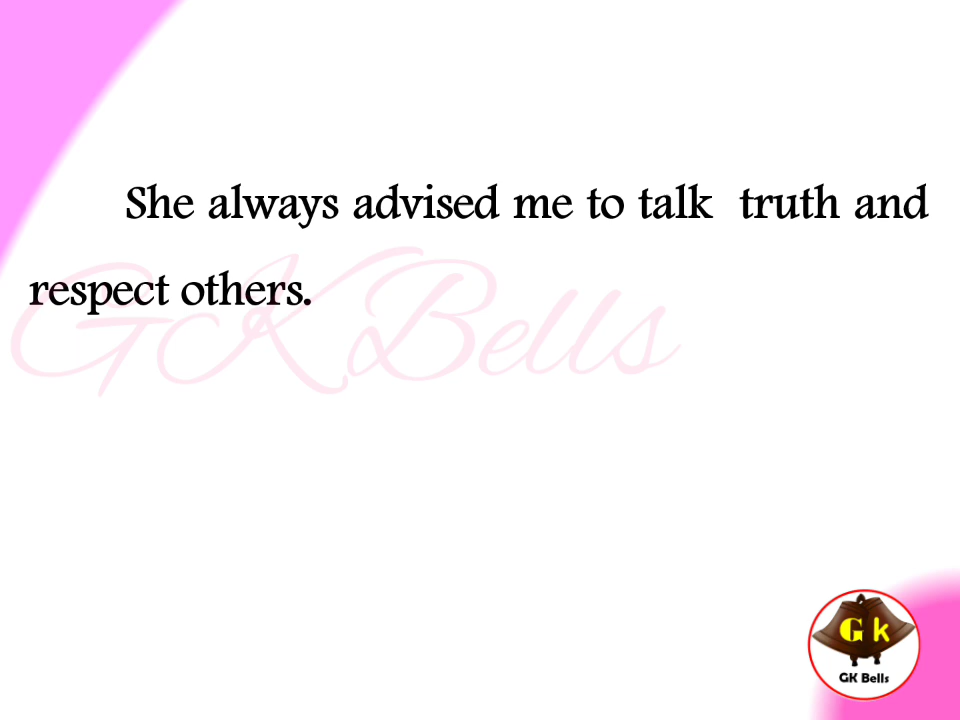 She always advised me to talk  truth and
respect others.
GK Bells
G k
GK Bells